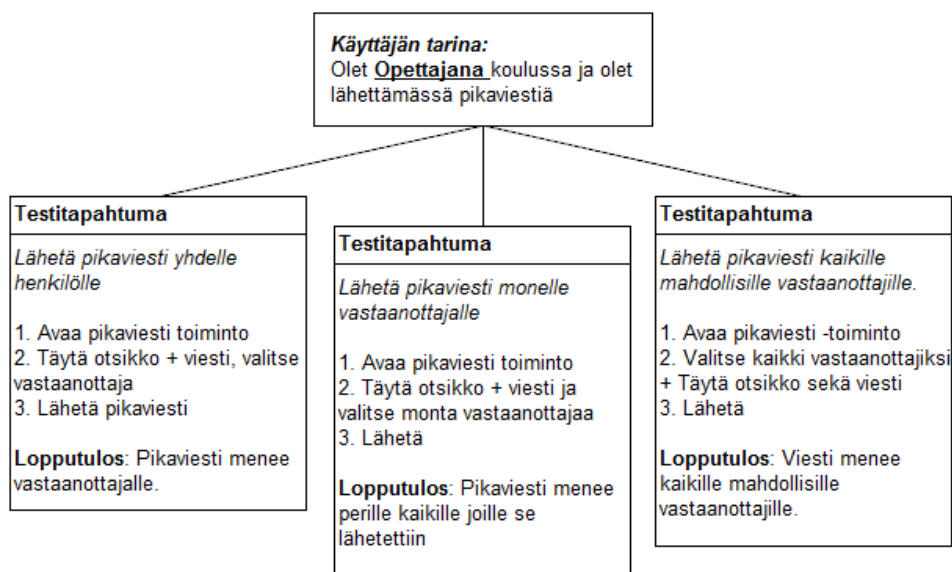 Käyttäjän tarina:
Olet Opettajana koulussa ja olet
lähettämässä pikaviestiä
Testitapahtuma
Lähetä pikaviesti yhdelle
henkilölle
1. Avaa pikaviesti toiminto
2. Täytä otsikko + viesti, valitse
vastaanottaja
3. Lähetä pikaviesti
Lopputulos: Pikaviesti menee
vastaanottajalle.
Testitapahtuma
Lähetä pikaviesti monelle
vastaanottajalle
1. Avaa pikaviesti toiminto
2. Täytä otsikko + viesti ja
valitse monta vastaanottajaa
3. Lähetä
Lopputulos: Pikaviesti menee
perille kaikille joille se
lähetettiin
Testitapahtuma
Lähetä pikaviesti kaikille
mahdollisille vastaanottajille.
1. Avaa pikaviesti -toiminto
2. Valitse kaikki vastaanottajiksi
+ Täytä otsikko sekä viesti
3. Lähetä
Lopputulos: Viesti menee
kaikille mahdollisille
vastaanottajille.